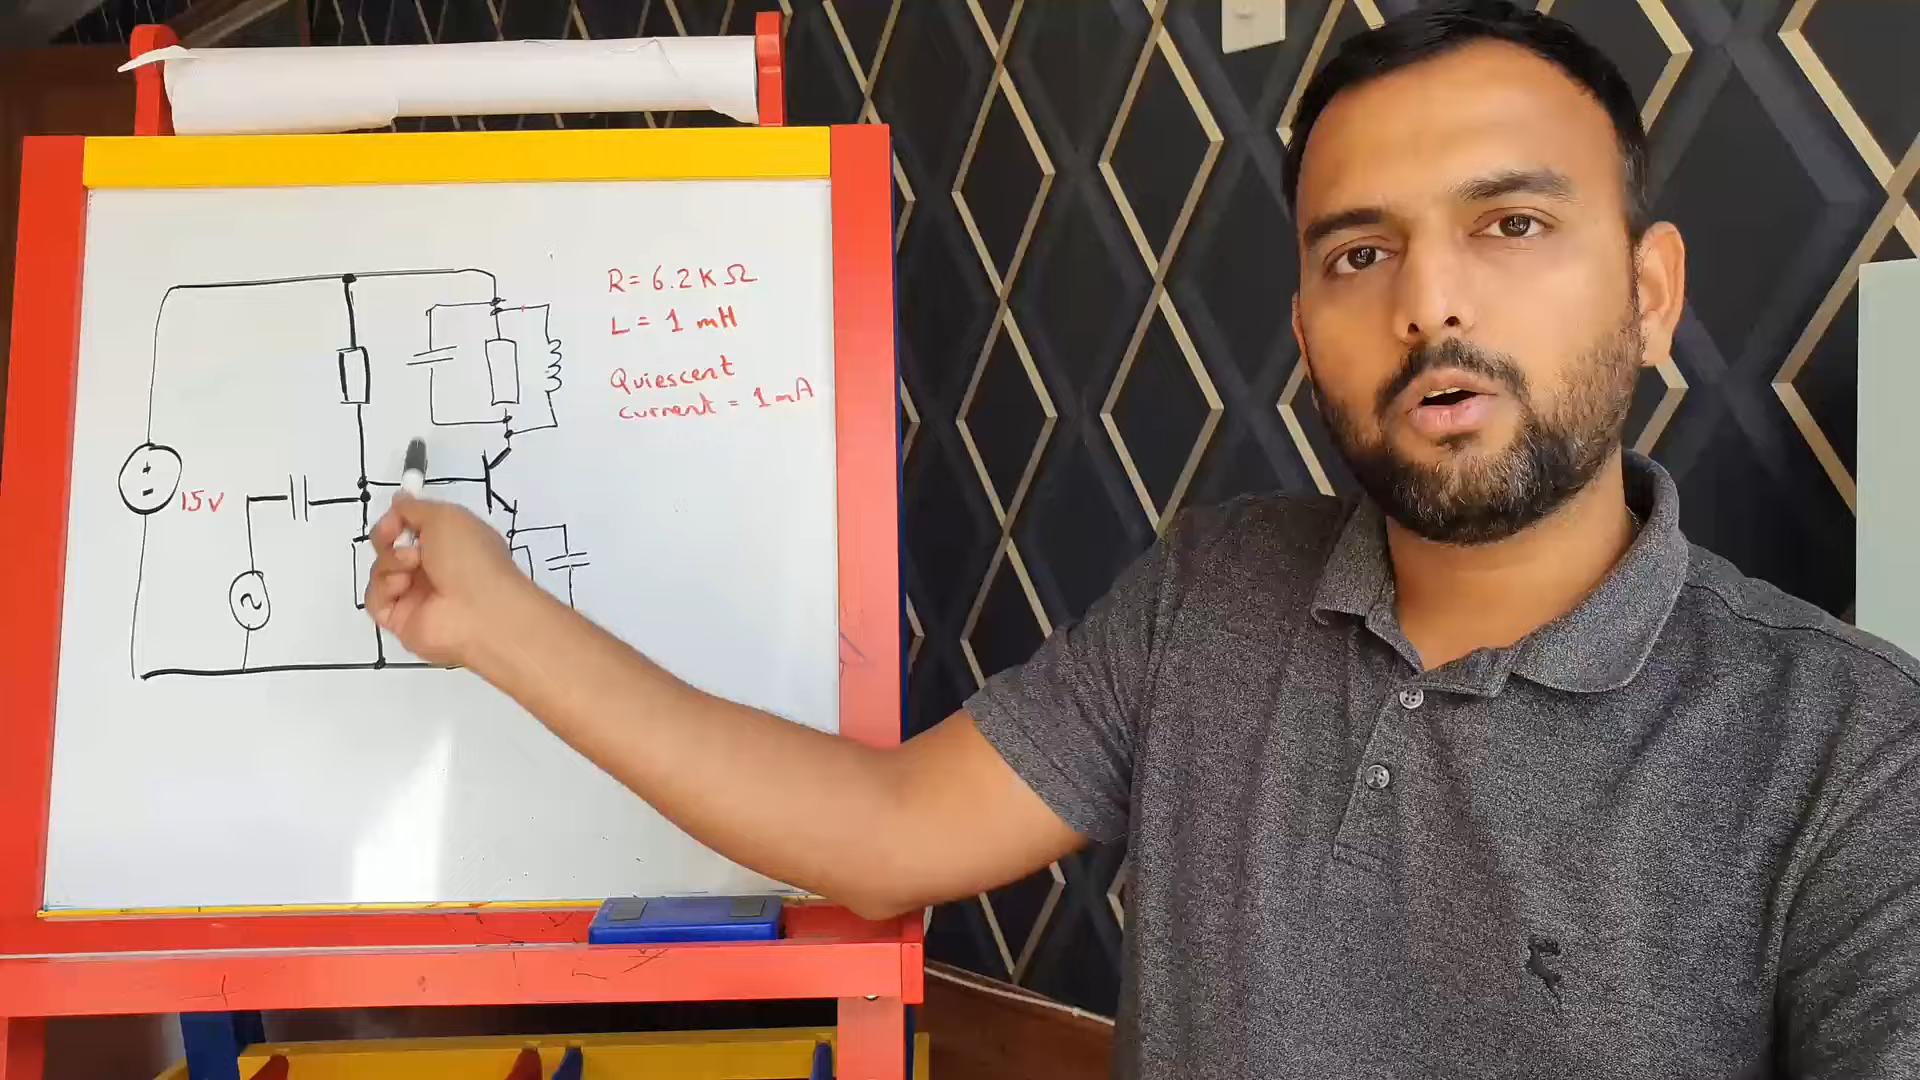 R = 6.2 K Ω
L = 1 mH
Quiescent
current = 1 mA
+
-
15v
~